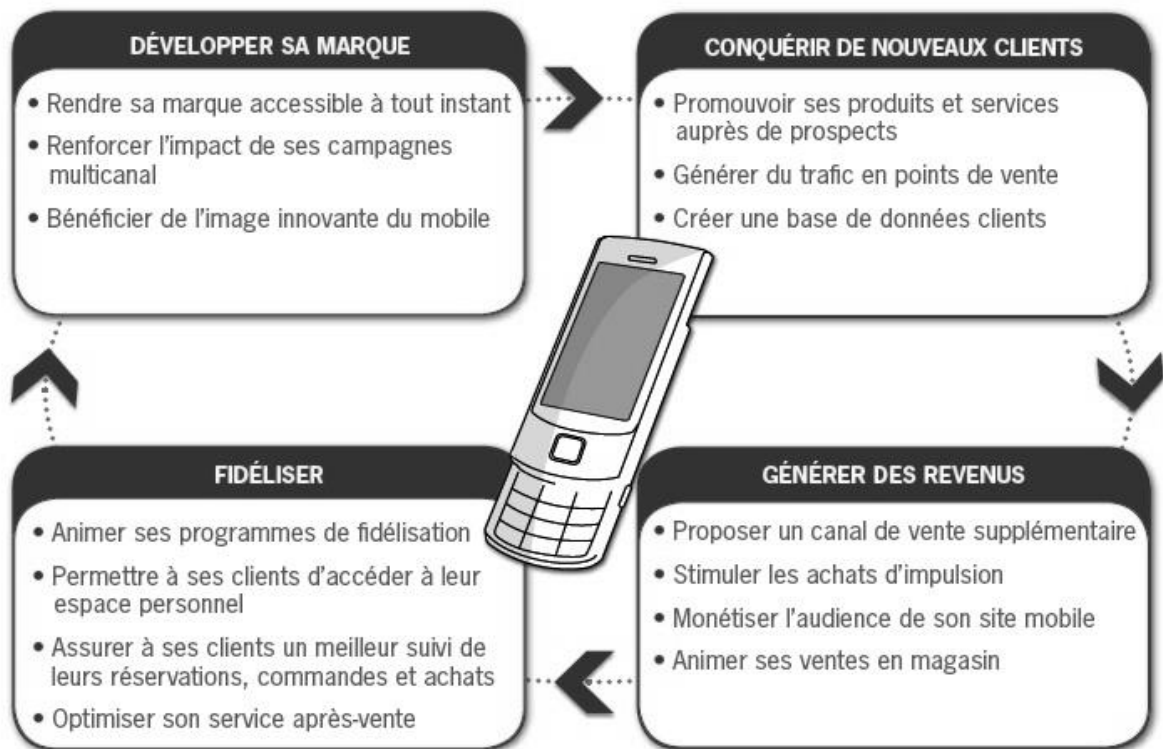 DÉVELOPPER SA MARQUE
• Rendre sa marque accessible à tout instant
• Renforcer l'impact de ses campagnes
multicanal
• Bénéficier de l'image innovante du mobile
CONQUÉRIR DE NOUVEAUX CLIENTS
• Promouvoir ses produits et services
auprès de prospects
• Générer du trafic en points de vente
• Créer une base de données clients
FIDÉLISER
• Animer ses programmes de fidélisation
• Permettre à ses clients d'accéder à leur
espace personnel
• Assurer à ses clients un meilleur suivi de
leurs réservations, commandes et achats
• Optimiser son service après-vente
GÉNÉRER DES REVENUS
• Proposer un canal de vente supplémentaire
• Stimuler les achats d'impulsion
• Monétiser l'audience de son site mobile
• Animer ses ventes en magasin